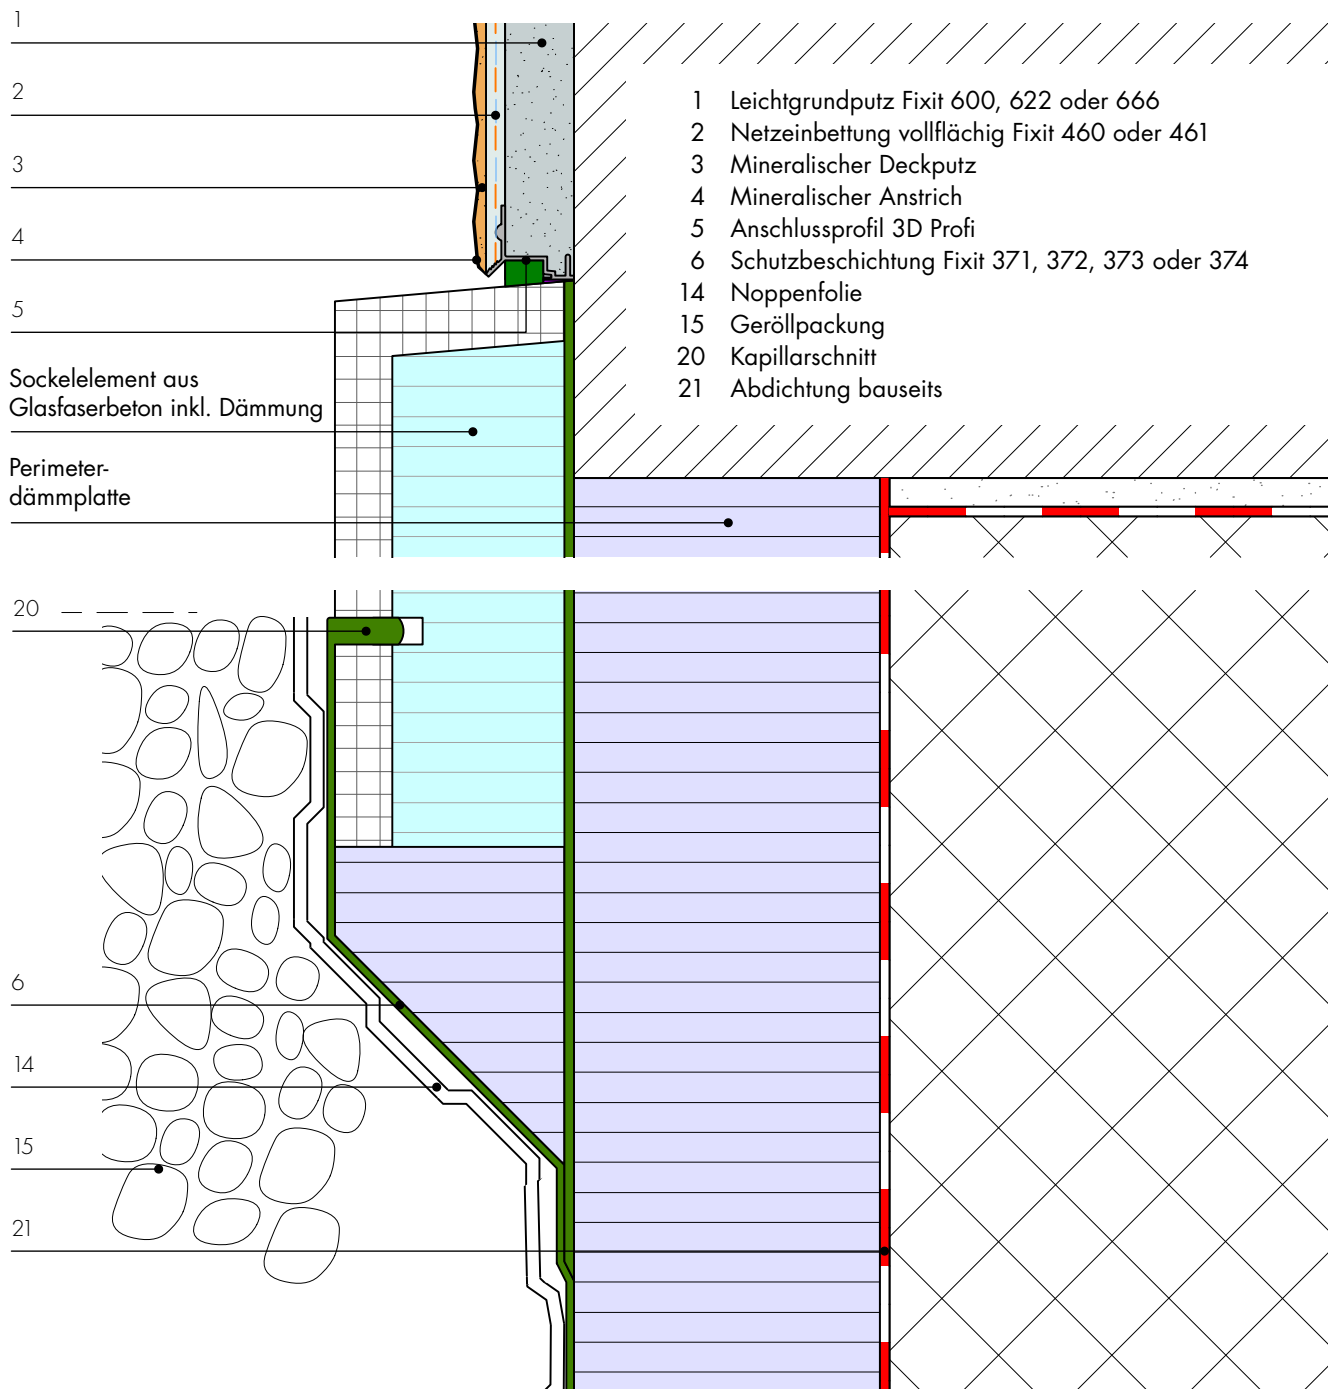 1
2
3
4
5
Sockelelement aus
Glasfaserbeton inkl. Dämmung
Perimeter-
dämmplatte
20
6
14
15
21
1 Leichtgrundputz Fixit 600, 622 oder 666
2 Netzeinbettung vollflächig Fixit 460 oder 461
3 Mineralischer Deckputz
4 Mineralischer Anstrich
5 Anschlussprofil 3D Profi
6 Schutzbeschichtung Fixit 371, 372, 373 oder 374
14 Noppenfolie
15 Geröllpackung
20 Kapillarschnitt
21 Abdichtung bauseits